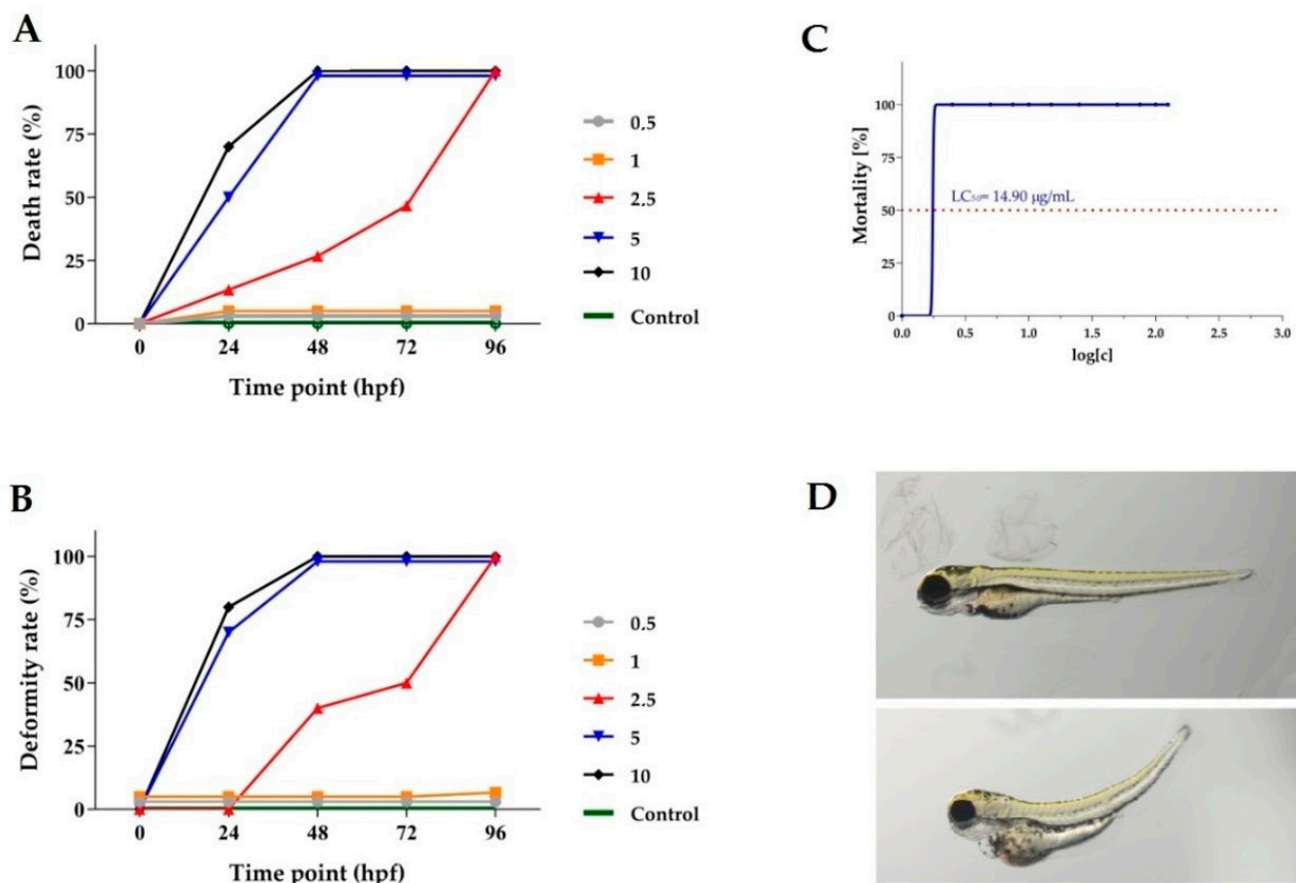 A
Death rate (%)
100
75
50
25
0
0 24 48 72 96
Time point (hpf)
0.5
1
2.5
5
10
Control
C
Mortality [%]
100
75
50
25
0
LC₅₀= 14.90 µg/mL
0.0 0.5 1.0 1.5 2.0 2.5 3.0
log[c]
B
Deformity rate (%)
100
75
50
25
0
0 24 48 72 96
Time point (hpf)
0.5
1
2.5
5
10
Control
D